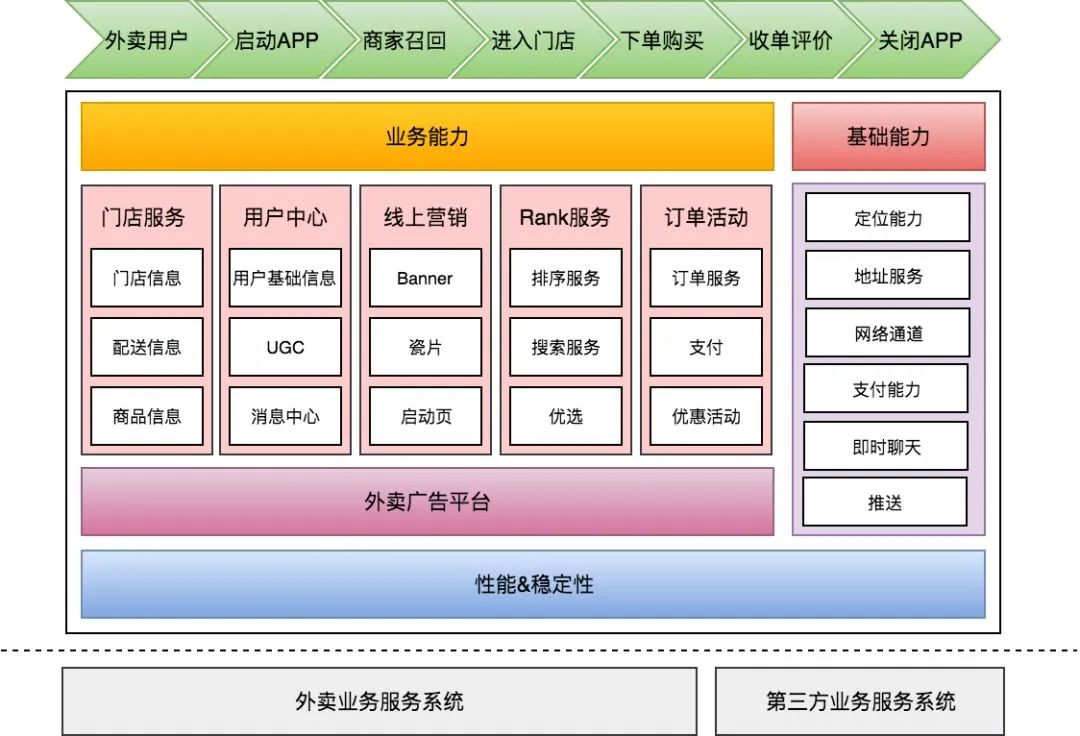 外卖用户
启动APP
商家召回
进入门店
下单购买
收单评价
关闭APP
业务能力
基础能力
门店服务
门店信息
配送信息
商品信息
用户中心
用户基础信息
UGC
消息中心
线上营销
Banner
瓷片
启动页
Rank服务
排序服务
搜索服务
优选
订单活动
订单服务
支付
优惠活动
定位能力
地址服务
网络通道
支付能力
即时聊天
推送
外卖广告平台
性能&稳定性
外卖业务服务系统
第三方业务服务系统